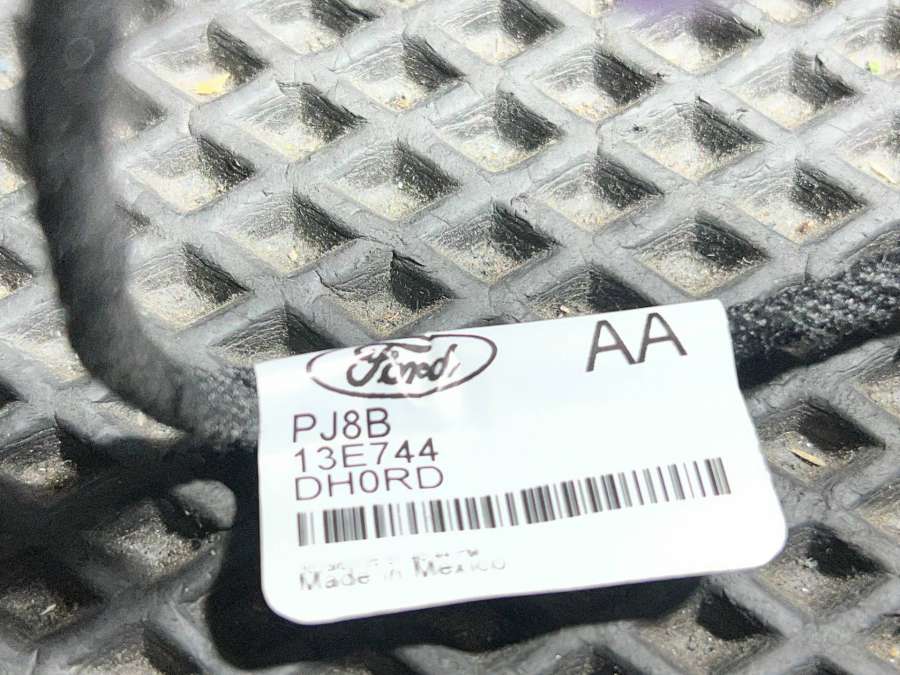 Ford
AA
PJ8B
13E744
DH0RD
Made in Mexico